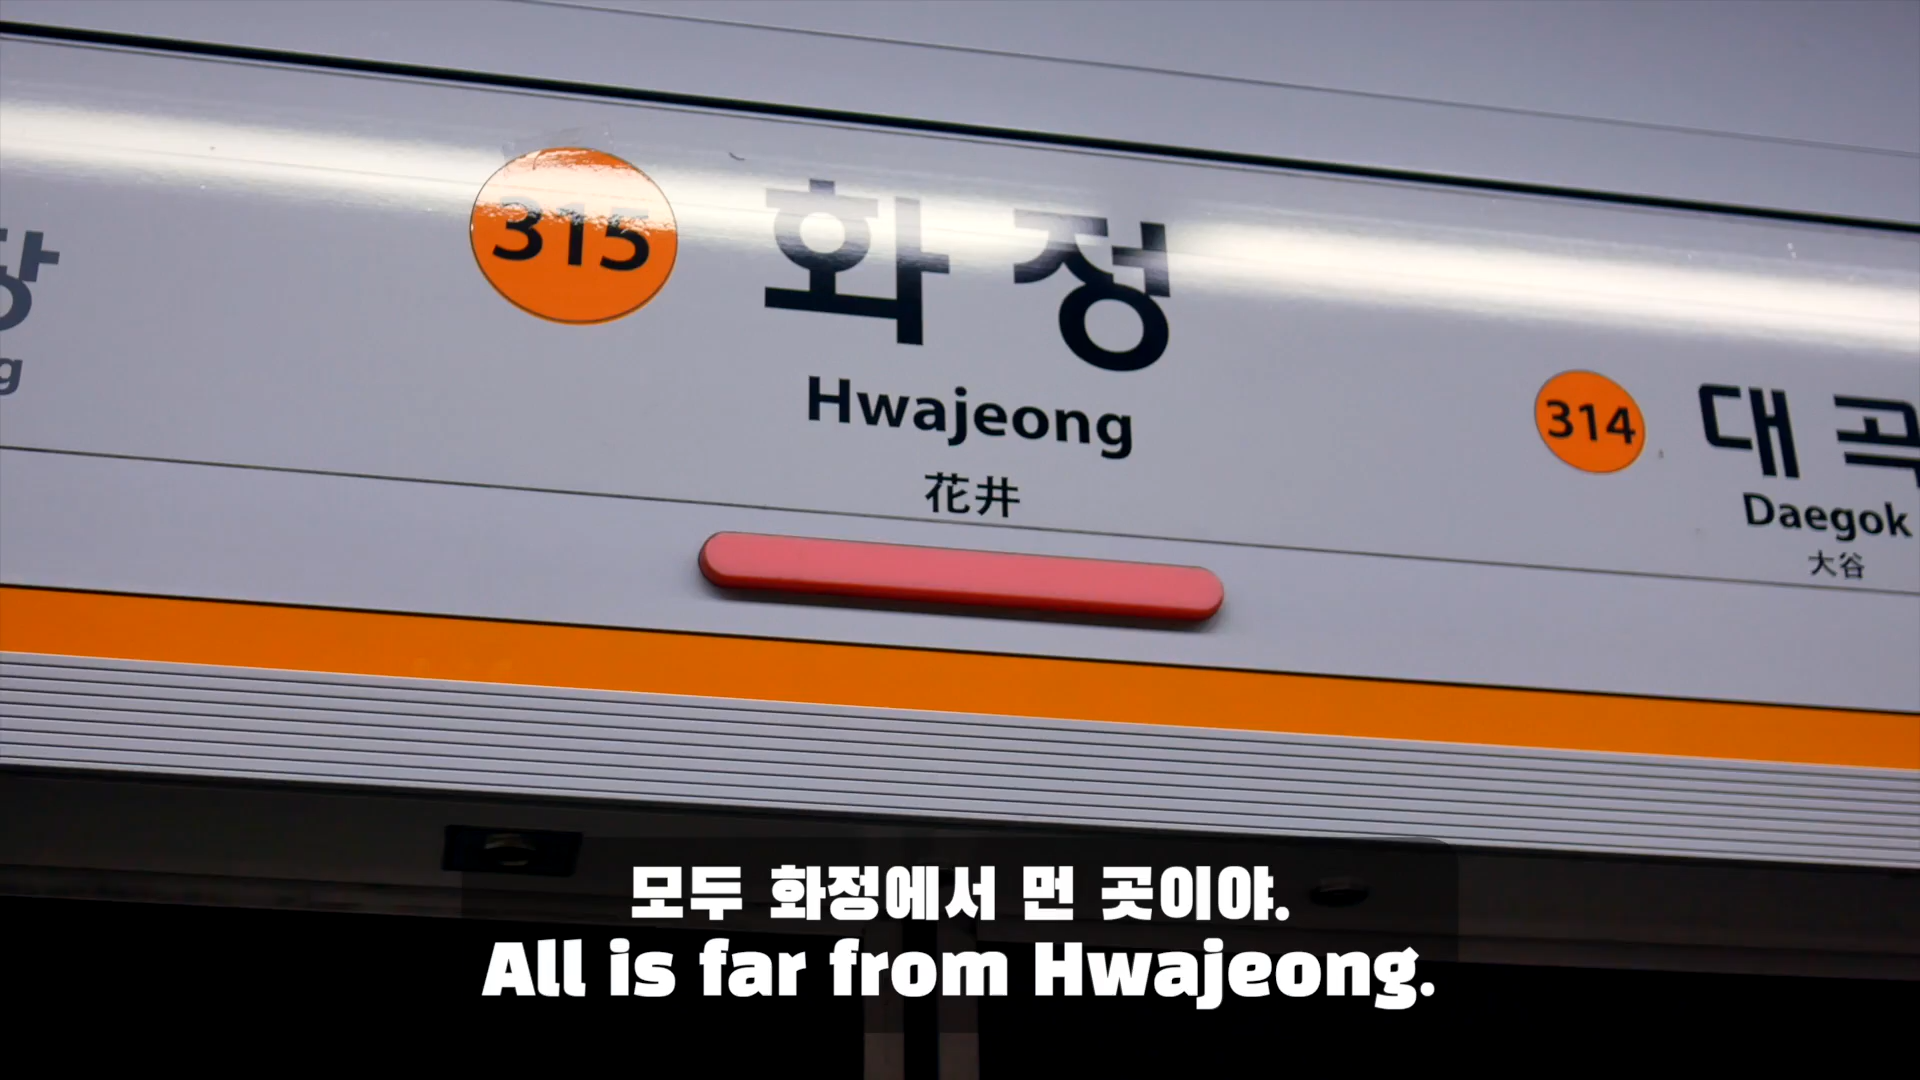 315
화정
Hwajeong
花井
314
대곡
Daegok
大谷
모두 화정에서 먼 곳이야.
All is far from Hwajeong.